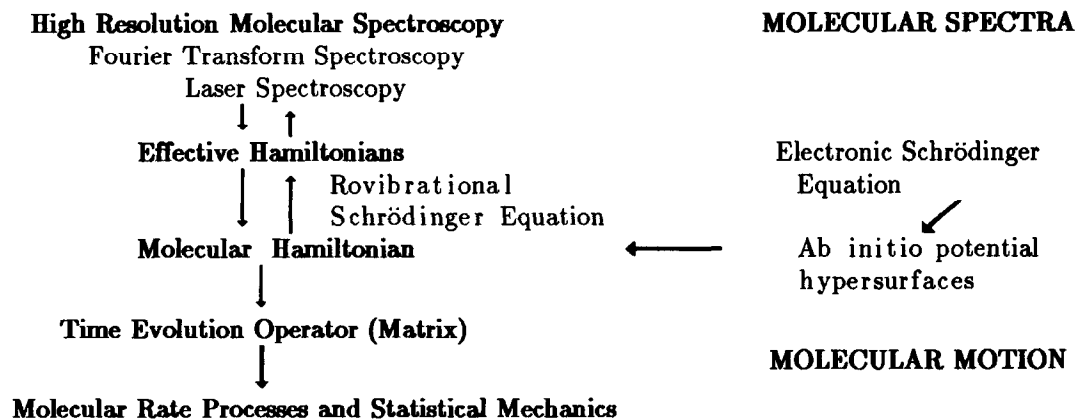 High Resolution Molecular Spectroscopy
MOLECULAR SPECTRA
Fourier Transform Spectroscopy
Laser Spectroscopy
Effective Hamiltonians
Electronic Schrödinger
Equation
Rovibrational
Schrödinger Equation
Molecular Hamiltonian
Ab initio potential
hypersurfaces
Time Evolution Operator (Matrix)
MOLECULAR MOTION
Molecular Rate Processes and Statistical Mechanics